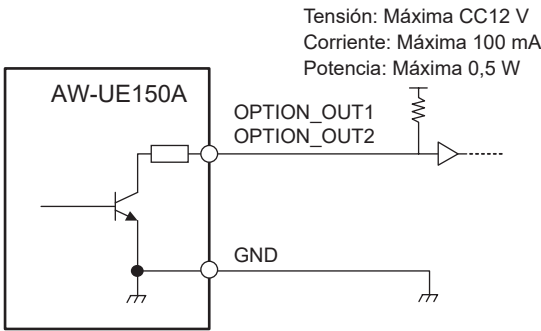 Tensión: Máxima CC12 V
Corriente: Máxima 100 mA
Potencia: Máxima 0,5 W
AW-UE150A
OPTION_OUT1
OPTION_OUT2
GND